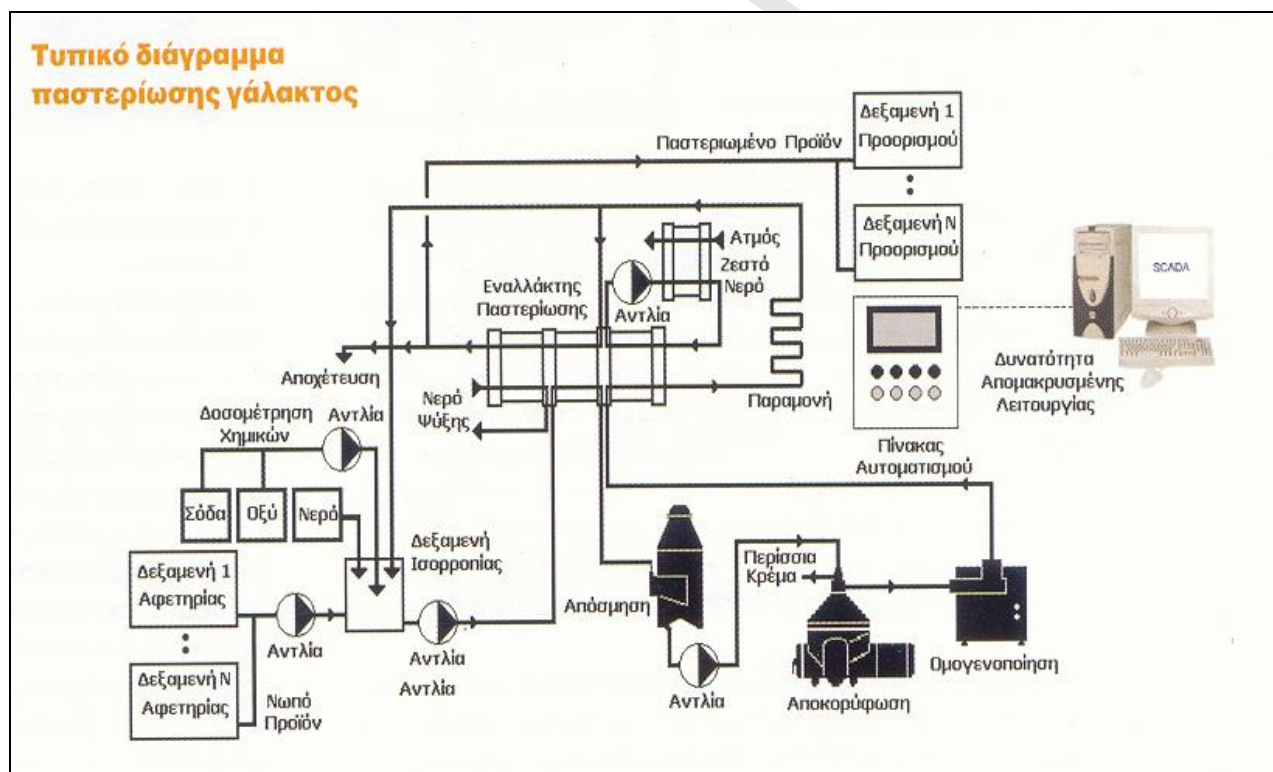 Τυπικό διάγραμμα
παστερίωσης γάλακτος
Δεξαμενή 1
Προορισμού
Παστεριωμένο Προϊόν
Δεξαμενή Ν
Προορισμού
Ατμός
Ζεστό
Νερό
Αντλία
Εναλλάκτης
Παστερίωσης
SCADA
Αποχέτευση
Νερό
Ψύξης
Παραμονή
Δυνατότητα
Απομακρυσμένης
Λειτουργίας
Πίνακας
Αυτοματισμού
Δοσομέτρηση
Χημικών
Αντλία
Σόδα
Οξύ
Νερό
Δεξαμενή
Ισορροπίας
Δεξαμενή 1
Αφετηρίας
Αντλία
Αντλία
Αντλία
Δεξαμενή Ν
Αφετηρίας
Νωπό
Προϊόν
Απόσμηση
Αντλία
Περίσσια
Κρέμα
Αποκορύφωση
Ομογενοποίηση